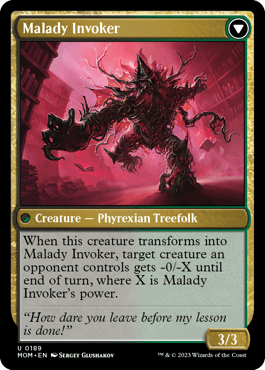 Malady Invoker
Creature — Phyrexian Treefolk
When this creature transforms into
Malady Invoker, target creature an
opponent controls gets -0/-X until
end of turn, where X is Malady
Invoker's power.
"How dare you leave before my lesson
is done!"
3/3
U 0189
MOM • EN Sergey Glushakov
™ & © 2023 Wizards of the Coast